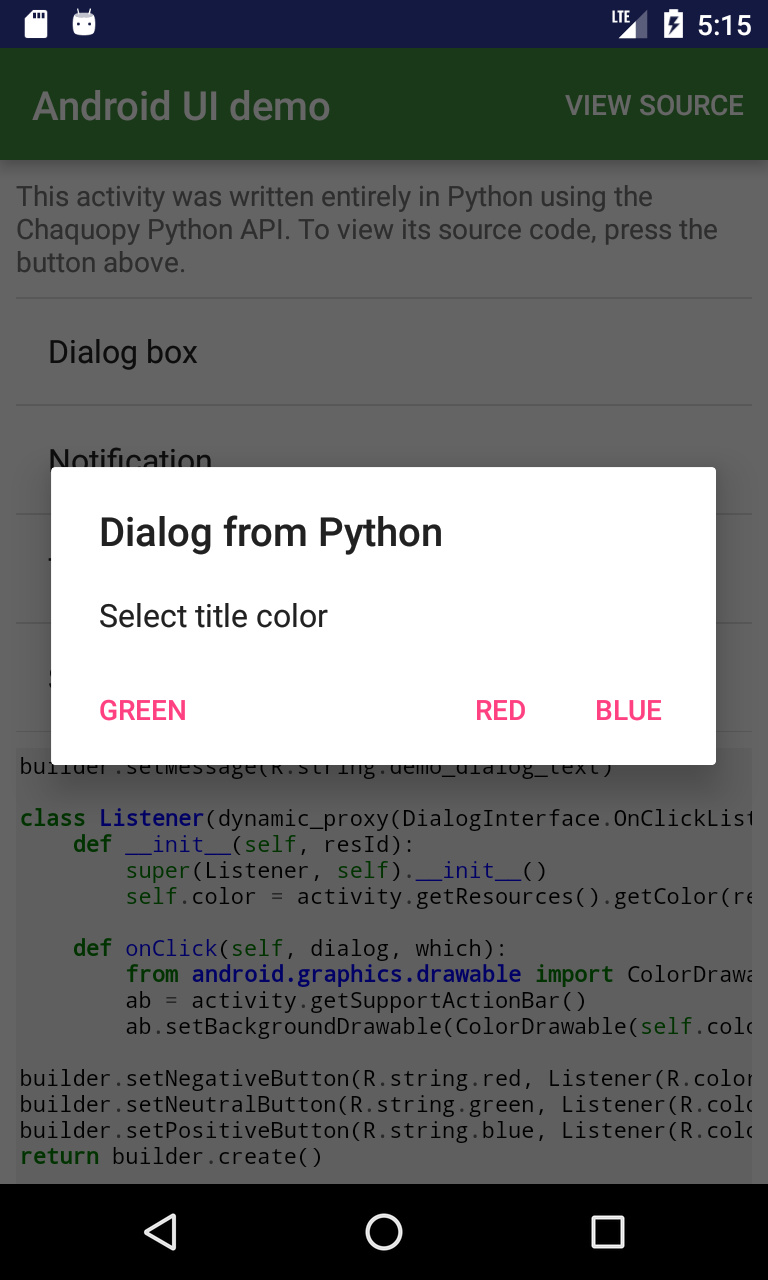 LTE 5:15
Android UI demo VIEW SOURCE
This activity was written entirely in Python using the
Chaquopy Python API. To view its source code, press the
button above.
Dialog box
Notification
Dialog from Python
Select title color
GREEN RED BLUE
builder.setMessage(R.string.demo_dialog_text)
class Listener(dynamic_proxy(DialogInterface.OnClickList
def __init__(self, resId):
super(Listener, self).__init__()
self.color = activity.getResources().getColor(re
def onClick(self, dialog, which):
from android.graphics.drawable import ColorDrawa
ab = activity.getSupportActionBar()
ab.setBackgroundDrawable(ColorDrawable(self.colo
builder.setNegativeButton(R.string.red, Listener(R.color
builder.setNeutralButton(R.string.green, Listener(R.colo
builder.setPositiveButton(R.string.blue, Listener(R.colo
return builder.create()